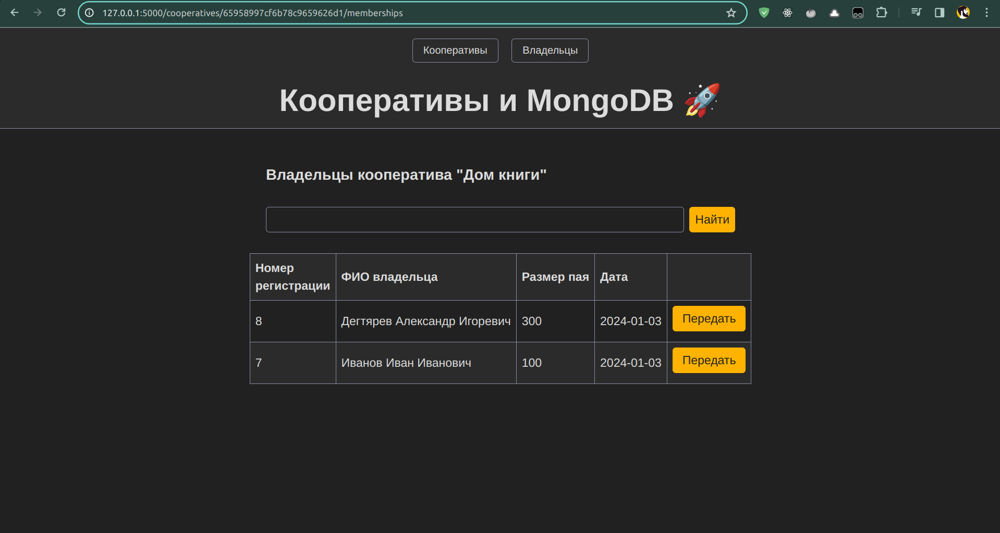 127.0.0.1:5000/cooperatives/65958997cf6b78c9659626d1/memberships
Кооперативы
Владельцы
Кооперативы и MongoDB 🚀
Владельцы кооператива "Дом книги"
Найти
Номер
регистрации
ФИО владельца
Размер пая
Дата
8
Дегтярев Александр Игоревич
300
2024-01-03
Передать
7
Иванов Иван Иванович
100
2024-01-03
Передать